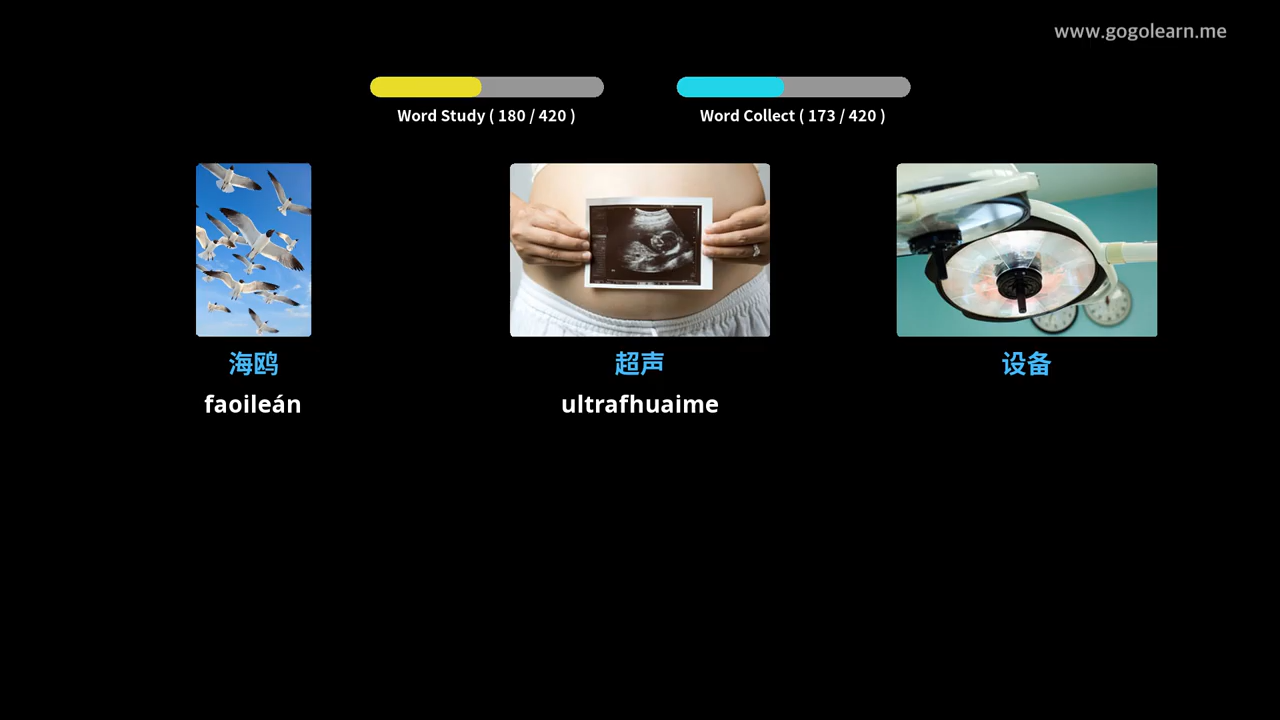 www.gogolearn.me
Word Study ( 180 / 420 )
Word Collect ( 173 / 420 )
海鸥
超声
设备
faoileán
ultrafhuaime